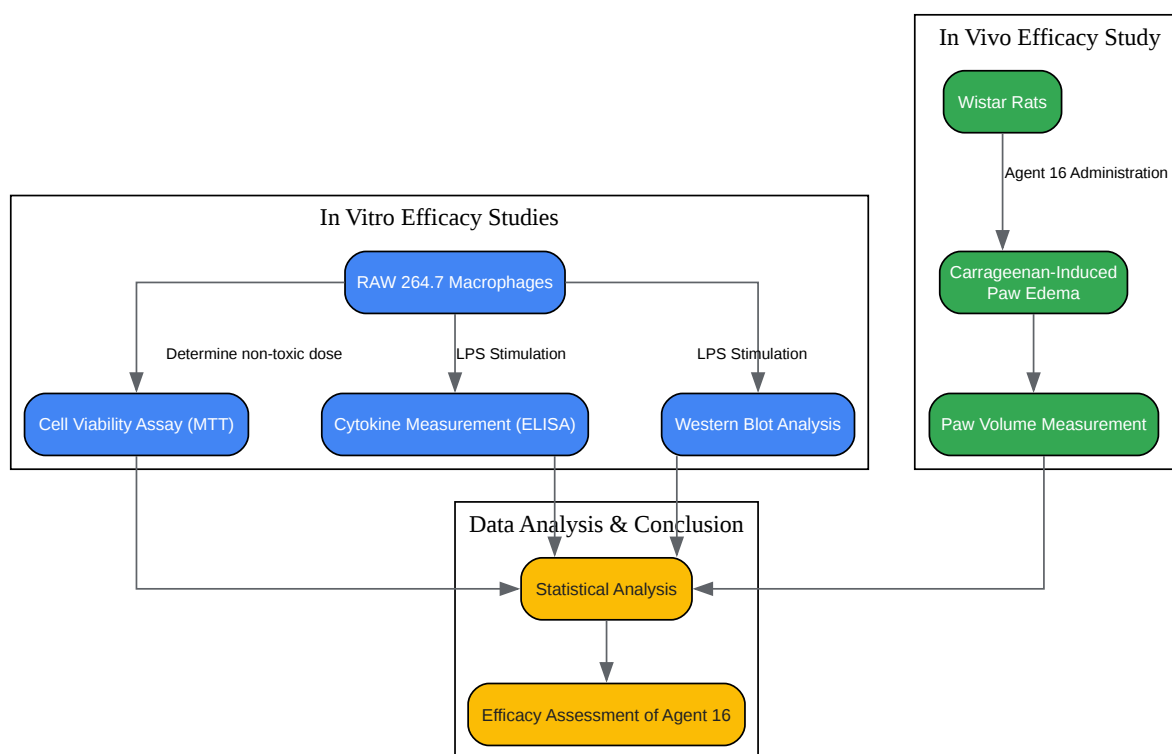 In Vivo Efficacy Study
Wistar Rats
Agent 16 Administration
Carrageenan-Induced
Paw Edema
Paw Volume Measurement
In Vitro Efficacy Studies
RAW 264.7 Macrophages
Determine non-toxic dose
LPS Stimulation
LPS Stimulation
Cell Viability Assay (MTT)
Cytokine Measurement (ELISA)
Western Blot Analysis
Data Analysis & Conclusion
Statistical Analysis
Efficacy Assessment of Agent 16